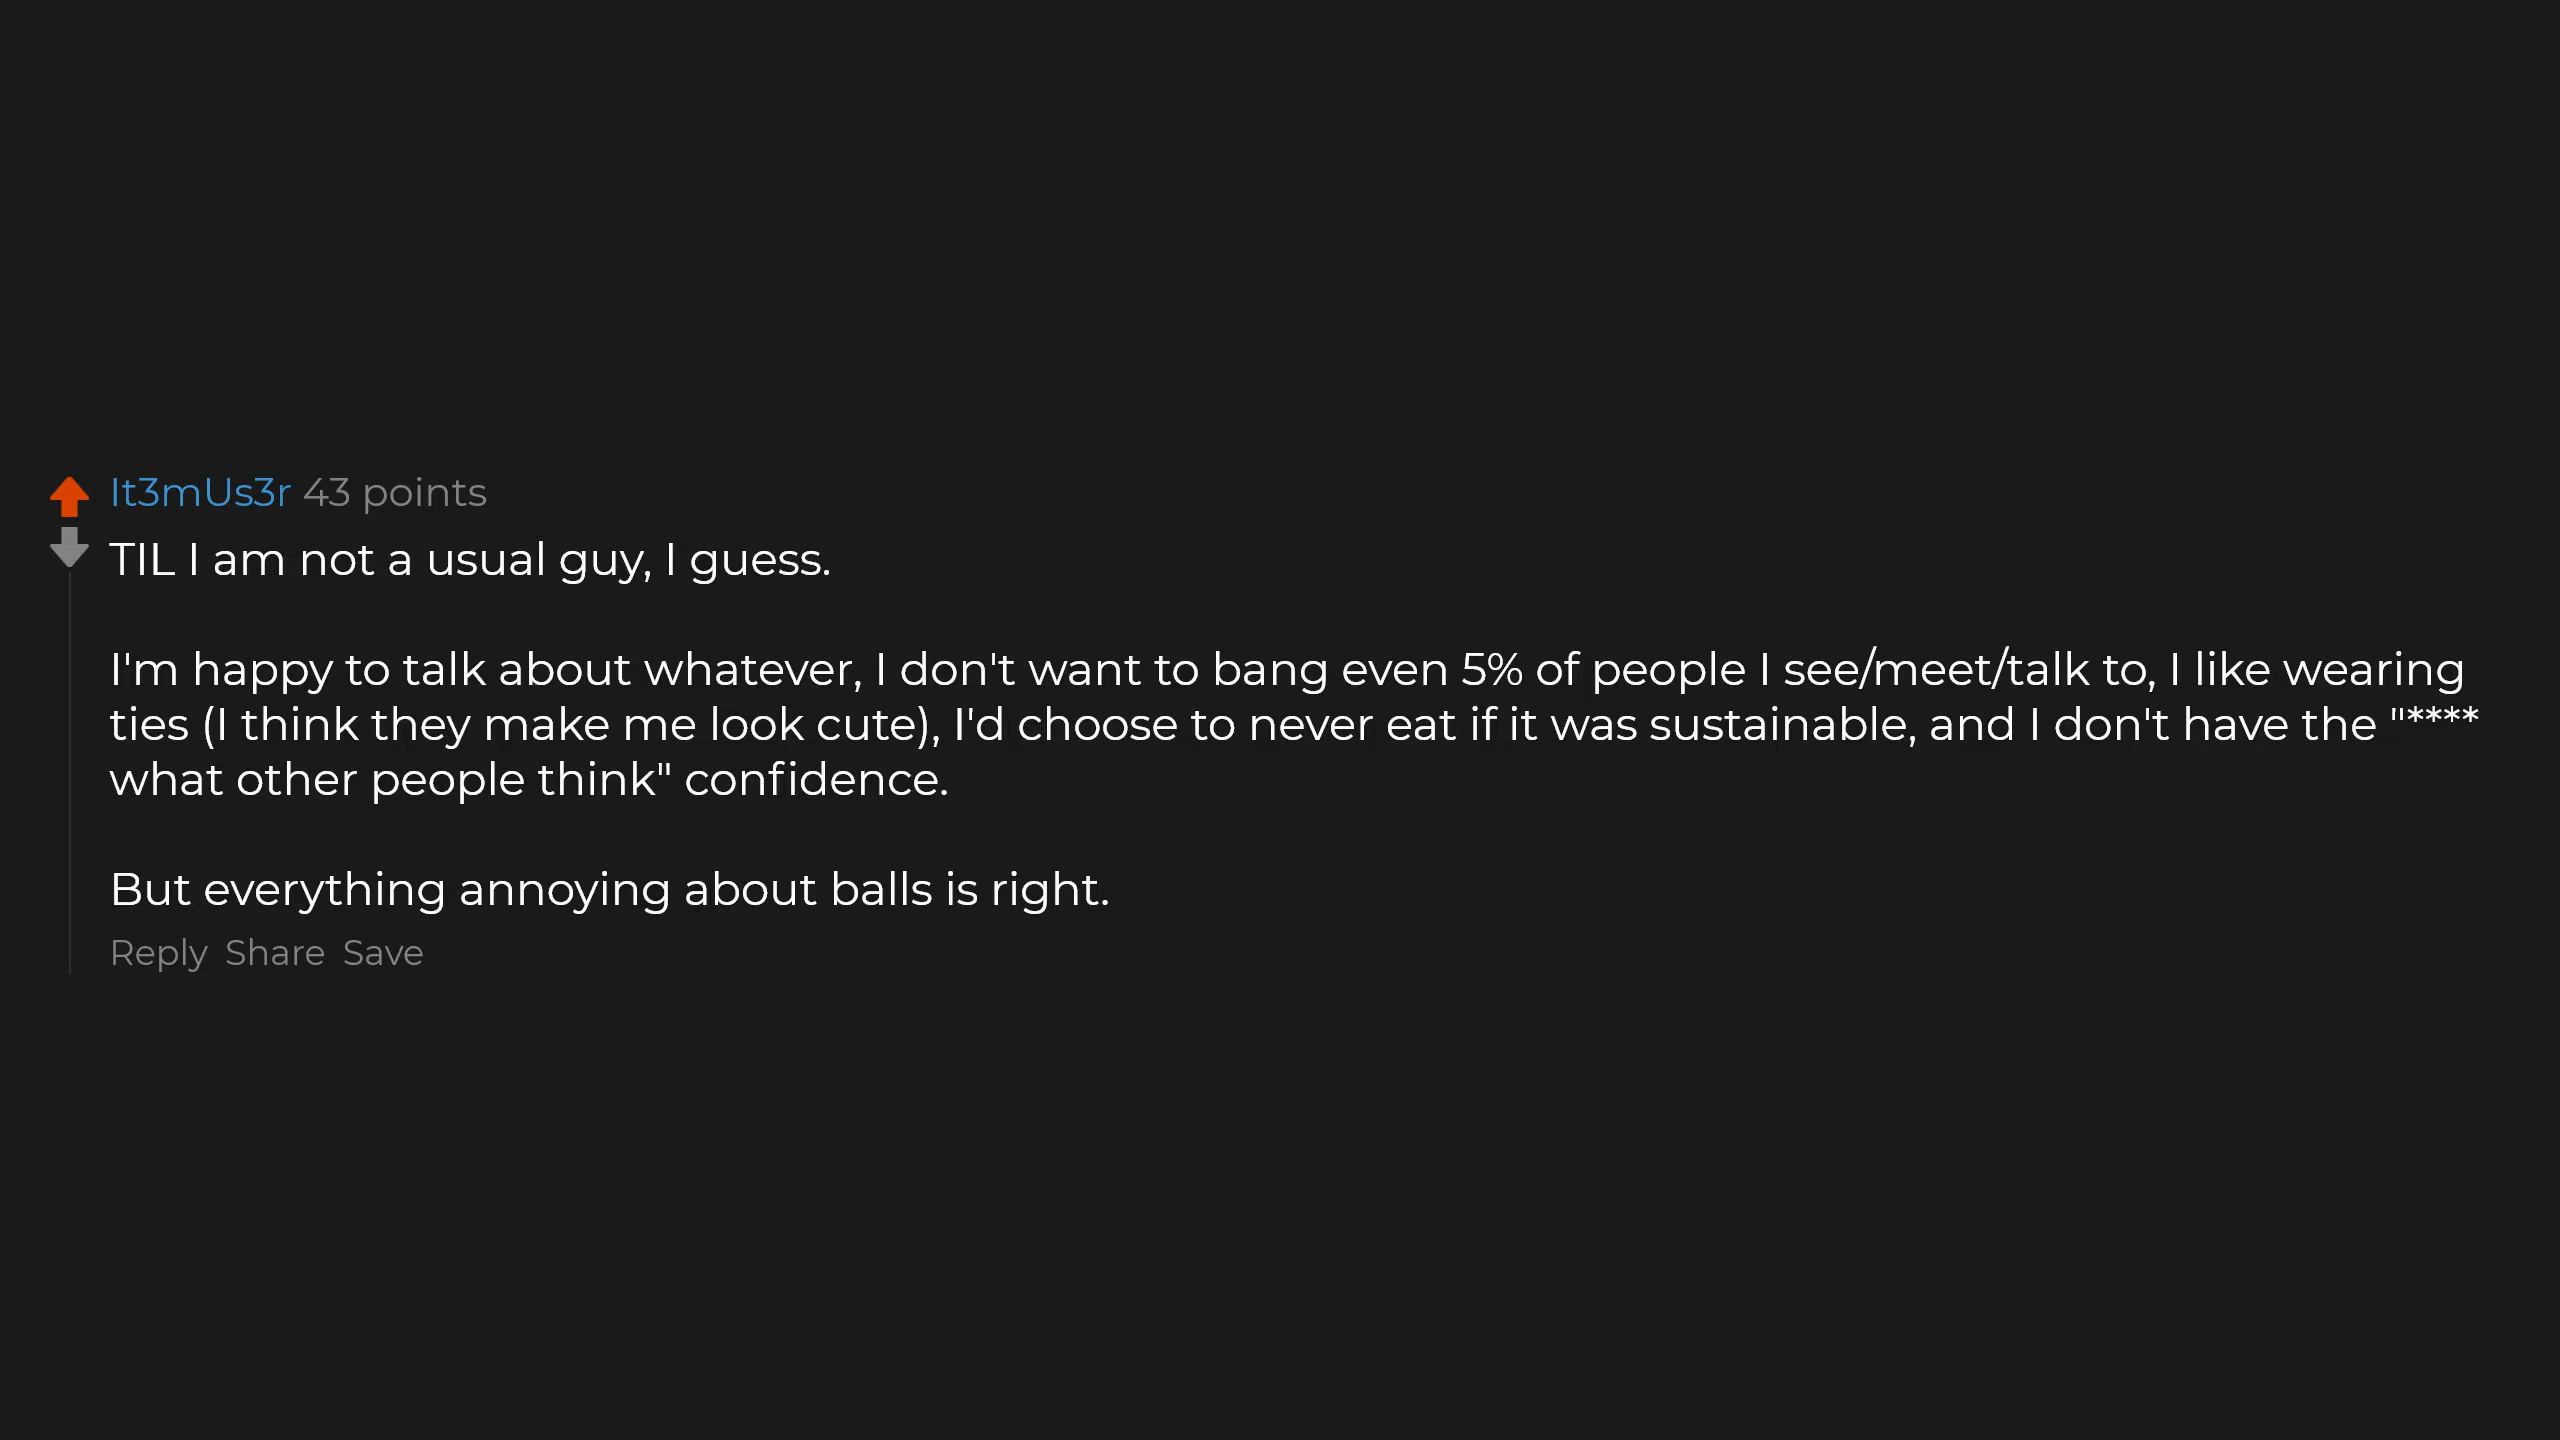 It3mUs3r 43 points
TIL I am not a usual guy, I guess.
I'm happy to talk about whatever, I don't want to bang even 5% of people I see/meet/talk to, I like wearing
ties (I think they make me look cute), I'd choose to never eat if it was sustainable, and I don't have the "****
what other people think" confidence.
But everything annoying about balls is right.
Reply Share Save